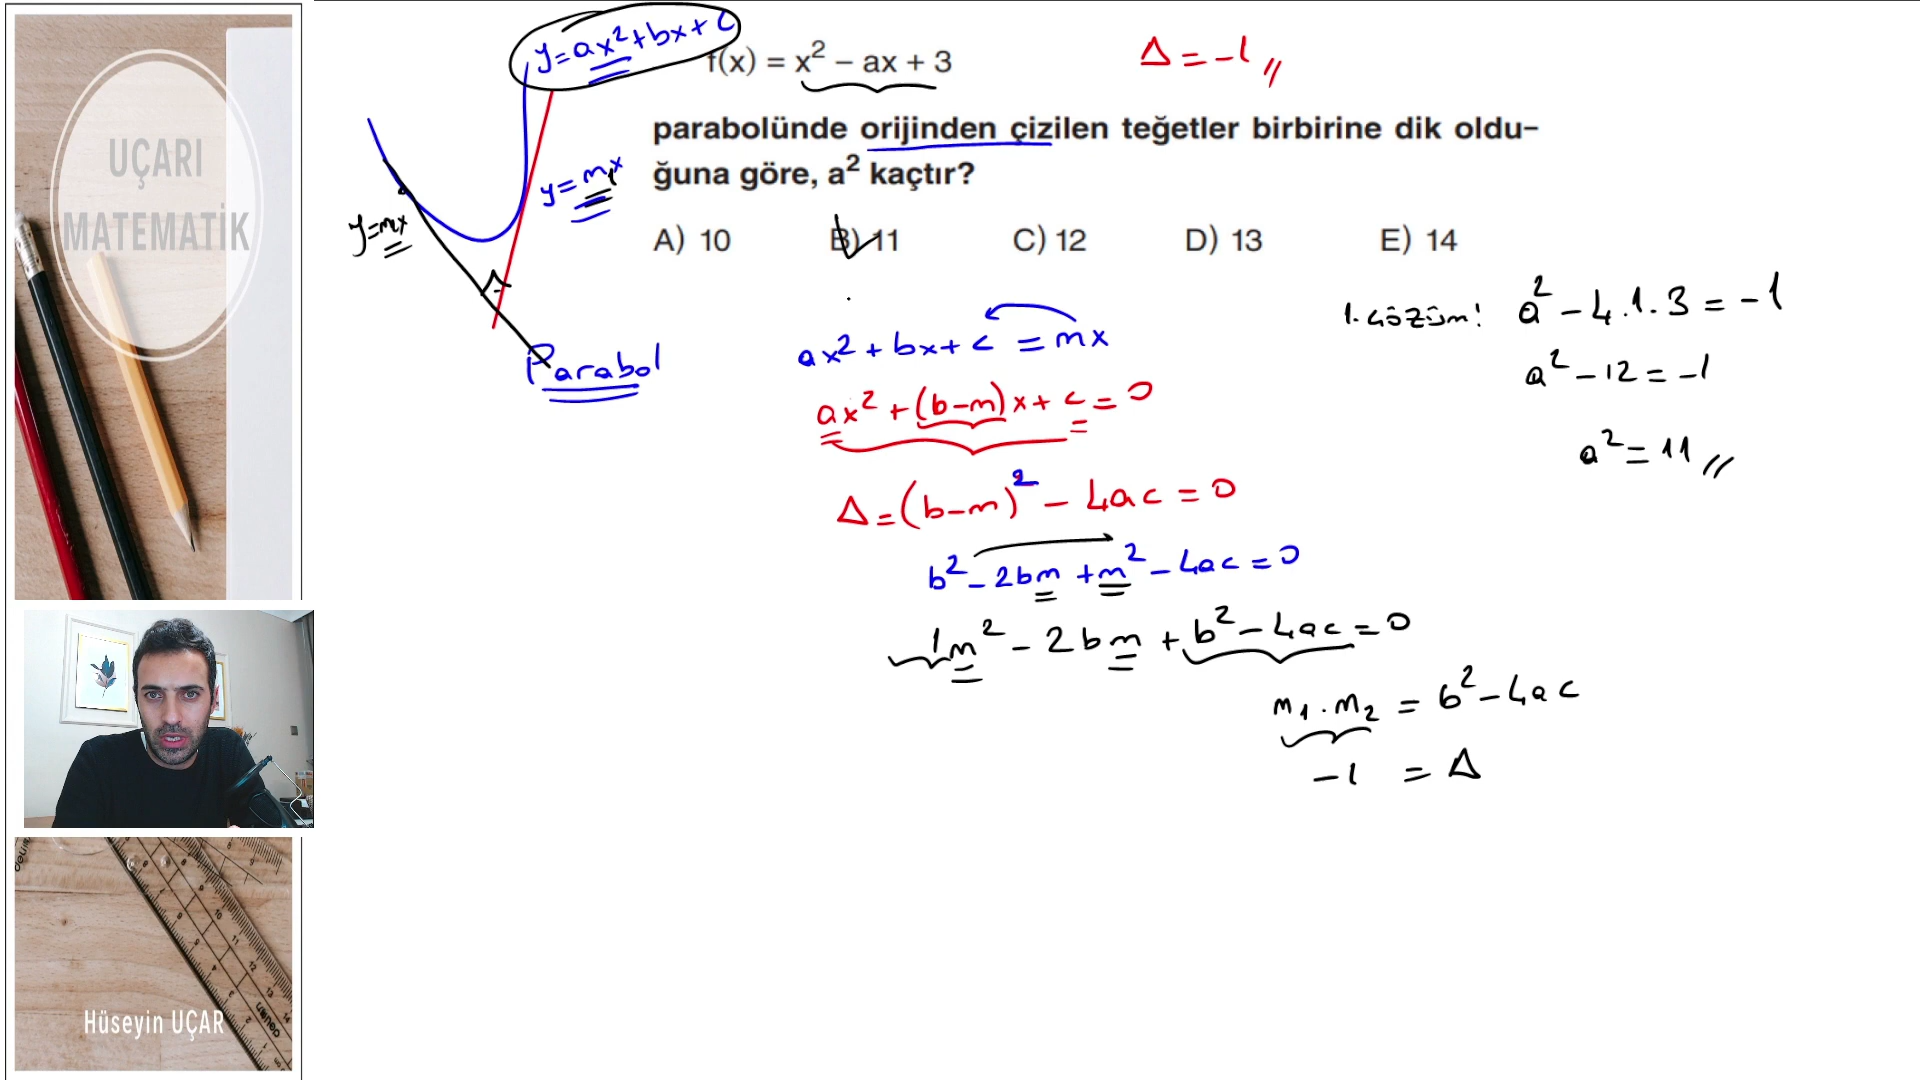 UÇARI
MATEMATİK
y=ax²+bx+c
f(x) = x² – ax + 3
Δ = -1
parabolünde orijinden çizilen teğetler birbirine dik oldu–
ğuna göre, a² kaçtır?
y=m₁x
y=mx
A) 10 B) 11 C) 12 D) 13 E) 14
Parabol
ax²+bx+c = mx
ax²+(b-m)x+c=0
Δ=(b-m)²-4ac=0
b²-2bm+m²-4ac=0
1m²-2bm+b²-4ac=0
m₁.m₂ = b²-4ac
-1 = Δ
1. Çözüm! a²-4.1.3=-1
a²-12=-1
a²=11
Hüseyin UÇAR